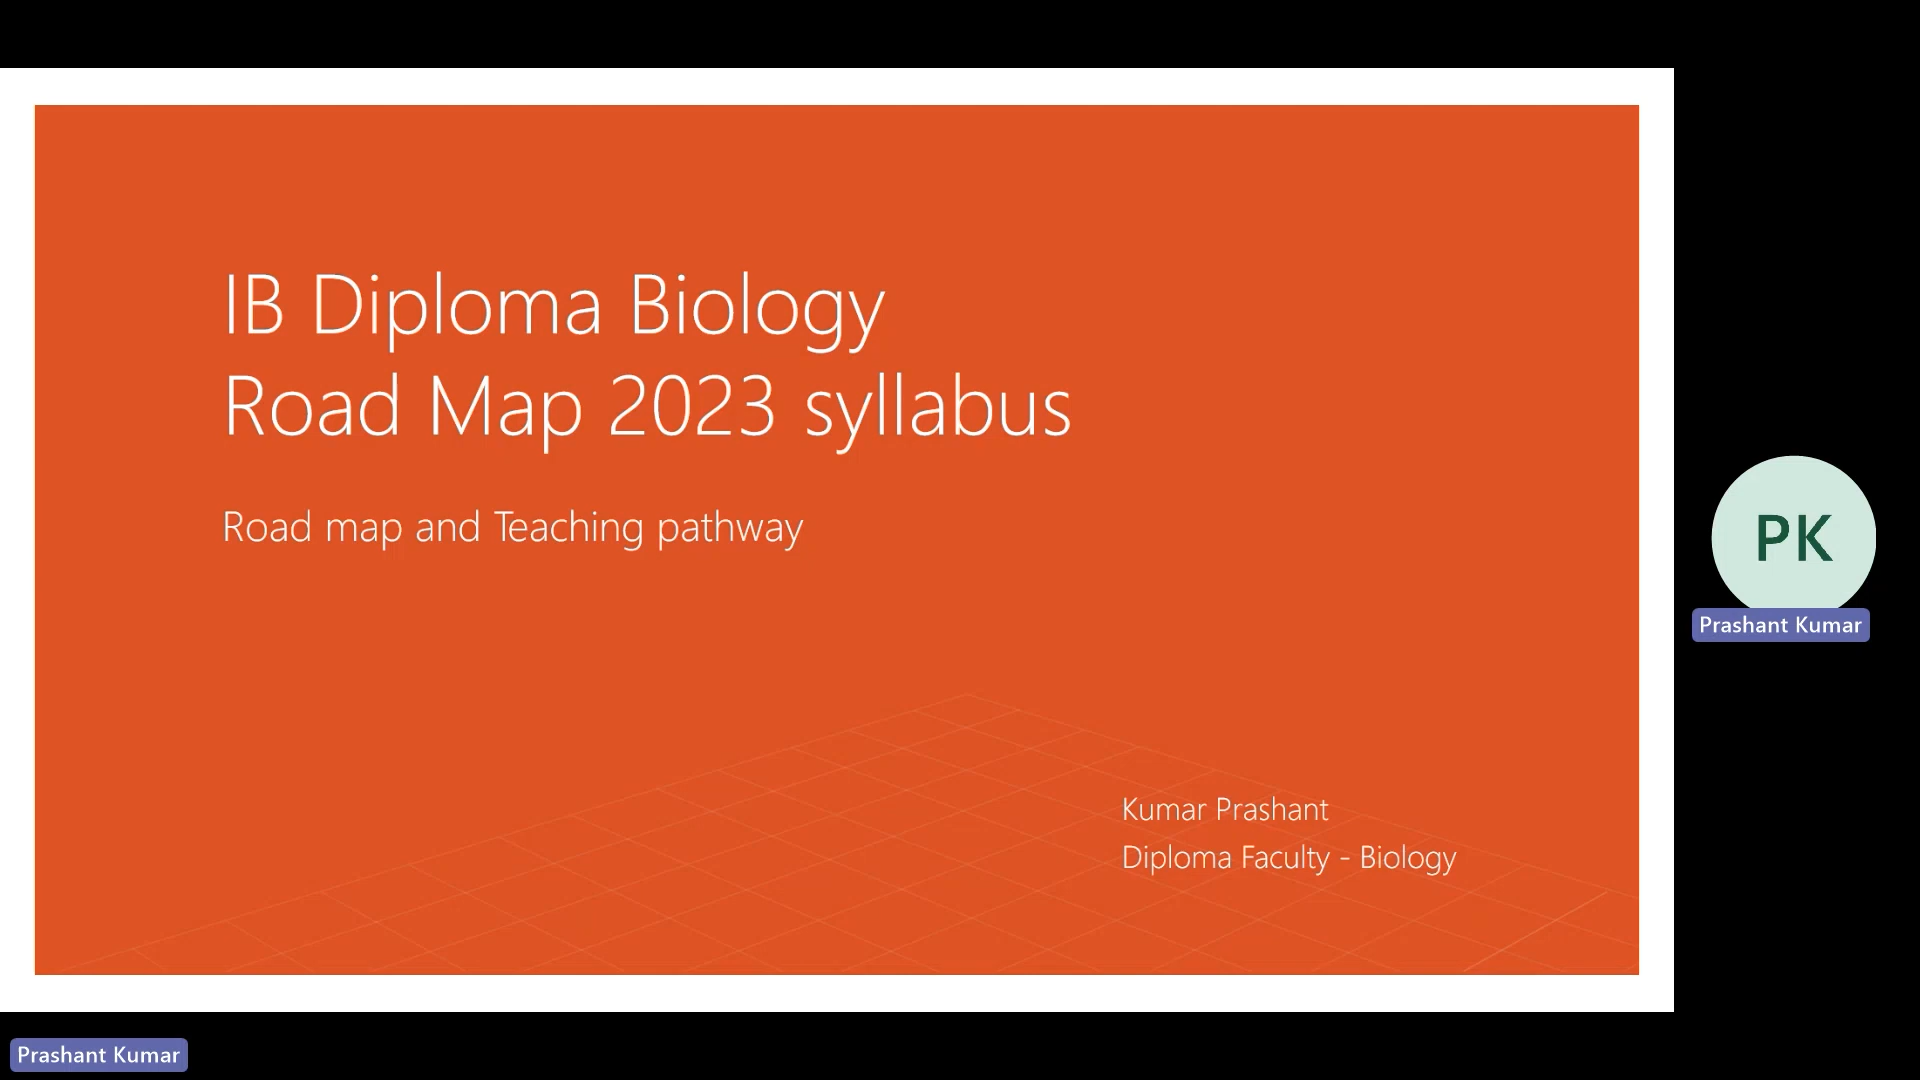 IB Diploma Biology
Road Map 2023 syllabus
Road map and Teaching pathway
Kumar Prashant
Diploma Faculty - Biology
PK
Prashant Kumar
Prashant Kumar